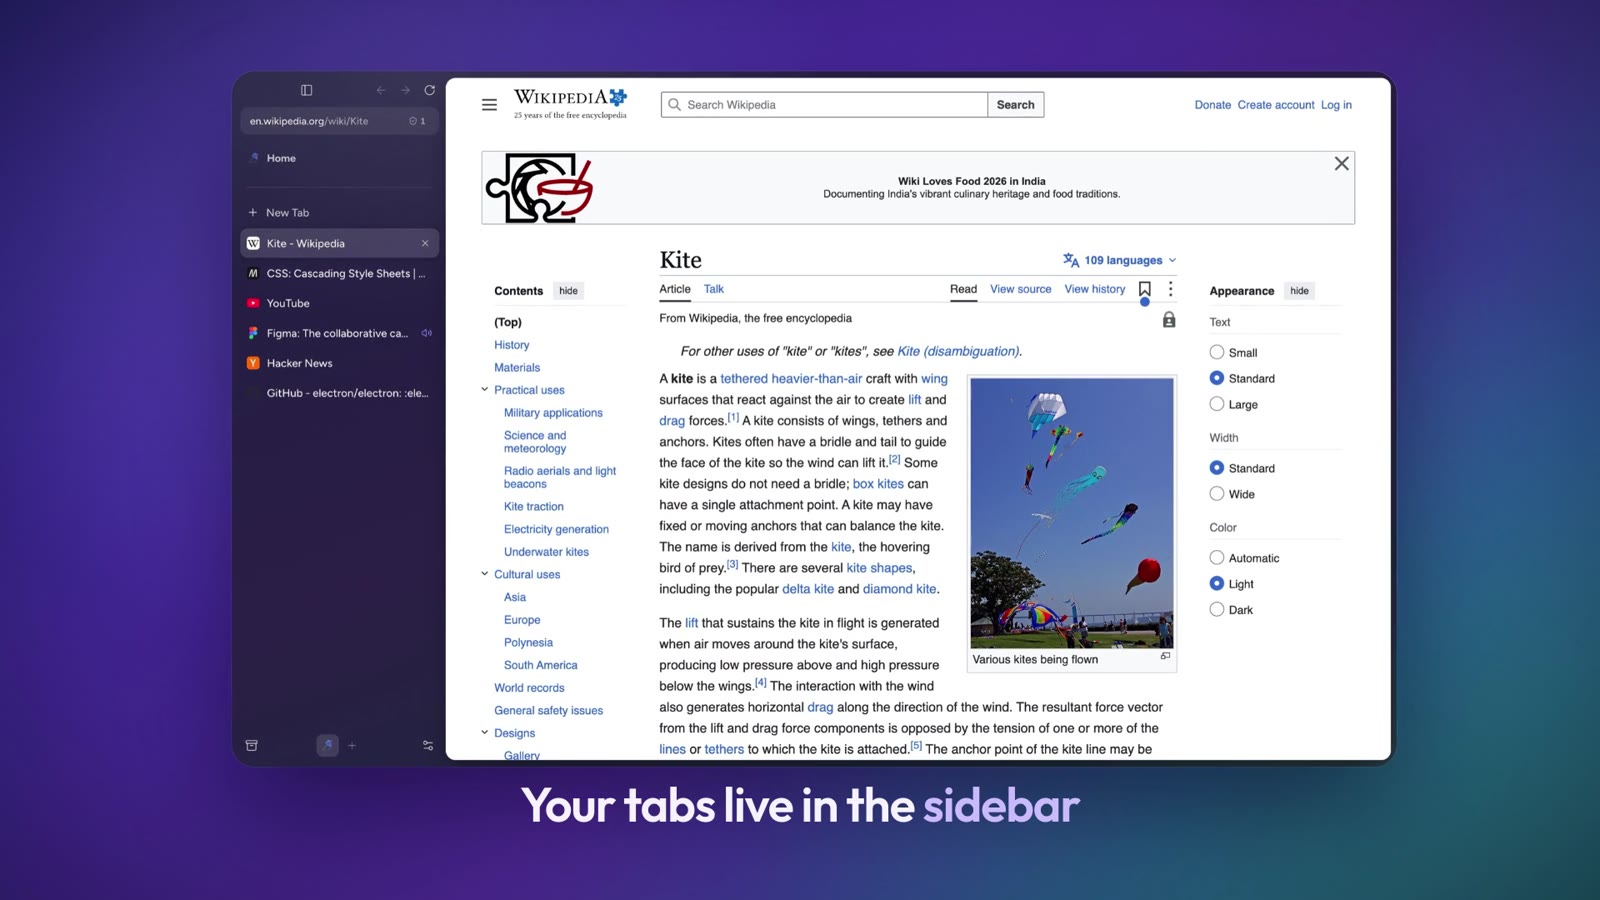 en.wikipedia.org/wiki/Kite
1
Home
New Tab
Kite - Wikipedia
CSS: Cascading Style Sheets | ...
YouTube
Figma: The collaborative ca...
Hacker News
GitHub - electron/electron: :ele...
WIKIPEDIA
25 years of the free encyclopedia
Search Wikipedia
Search
Donate Create account Log in
Wiki Loves Food 2026 in India
Documenting India's vibrant culinary heritage and food traditions.
Contents hide
(Top)
History
Materials
Practical uses
Military applications
Science and
meteorology
Radio aerials and light
beacons
Kite traction
Electricity generation
Underwater kites
Cultural uses
Asia
Europe
Polynesia
South America
World records
General safety issues
Designs
Gallery
Kite
109 languages
Article Talk
Read View source View history
From Wikipedia, the free encyclopedia
For other uses of "kite" or "kites", see Kite (disambiguation).
A kite is a tethered heavier-than-air craft with wing
surfaces that react against the air to create lift and
drag forces.[1] A kite consists of wings, tethers and
anchors. Kites often have a bridle and tail to guide
the face of the kite so the wind can lift it.[2] Some
kite designs do not need a bridle; box kites can
have a single attachment point. A kite may have
fixed or moving anchors that can balance the kite.
The name is derived from the kite, the hovering
bird of prey.[3] There are several kite shapes,
including the popular delta kite and diamond kite.
The lift that sustains the kite in flight is generated
when air moves around the kite's surface,
producing low pressure above and high pressure
below the wings.[4] The interaction with the wind
also generates horizontal drag along the direction of the wind. The resultant force vector
from the lift and drag force components is opposed by the tension of one or more of the
lines or tethers to which the kite is attached.[5] The anchor point of the kite line may be
Various kites being flown
Appearance hide
Text
Small
Standard
Large
Width
Standard
Wide
Color
Automatic
Light
Dark
Your tabs live in the sidebar